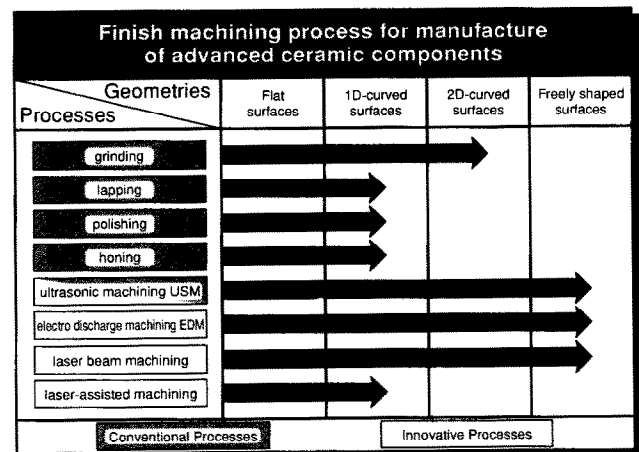 Finish machining process for manufacture
of advanced ceramic components
Geometries
Processes
Flat
surfaces
1D-curved
surfaces
2D-curved
surfaces
Freely shaped
surfaces
grinding
lapping
polishing
honing
ultrasonic machining USM
electro discharge machining EDM
laser beam machining
laser-assisted machining
Conventional Processes
Innovative Processes